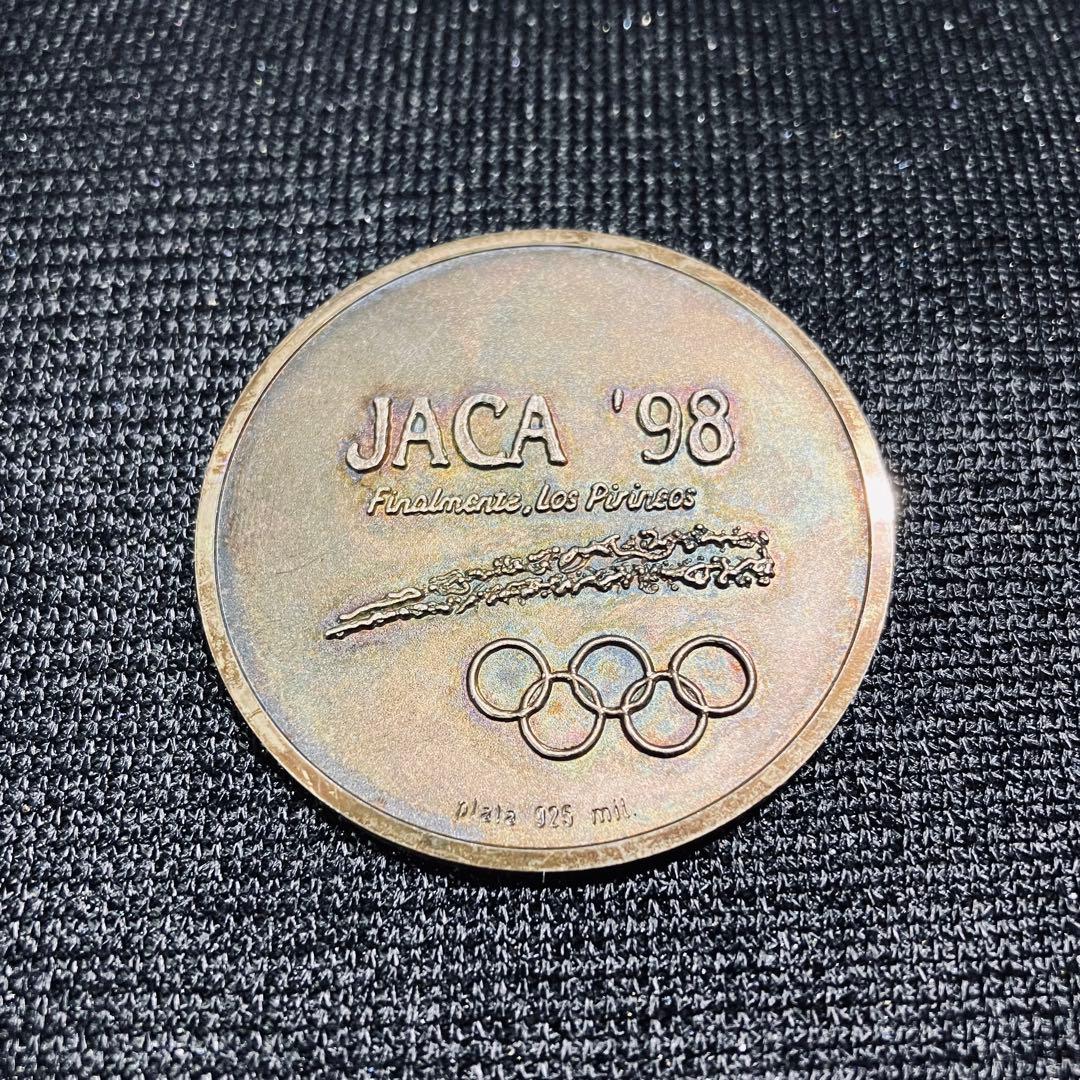 JACA '98
Finalmente, Los Pirineos
plata 925 mil.